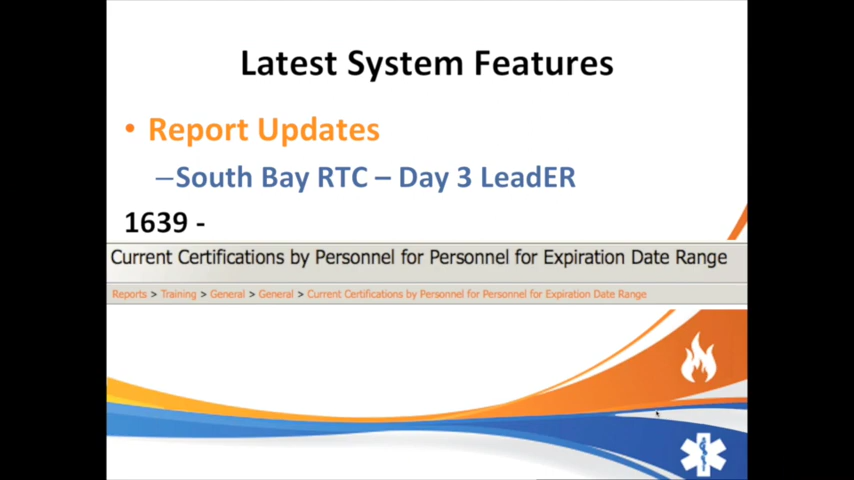 Latest System Features
• Report Updates
–South Bay RTC – Day 3 LeadER
1639 -
Current Certifications by Personnel for Personnel for Expiration Date Range
Reports > Training > General > General > Current Certifications by Personnel for Personnel for Expiration Date Range